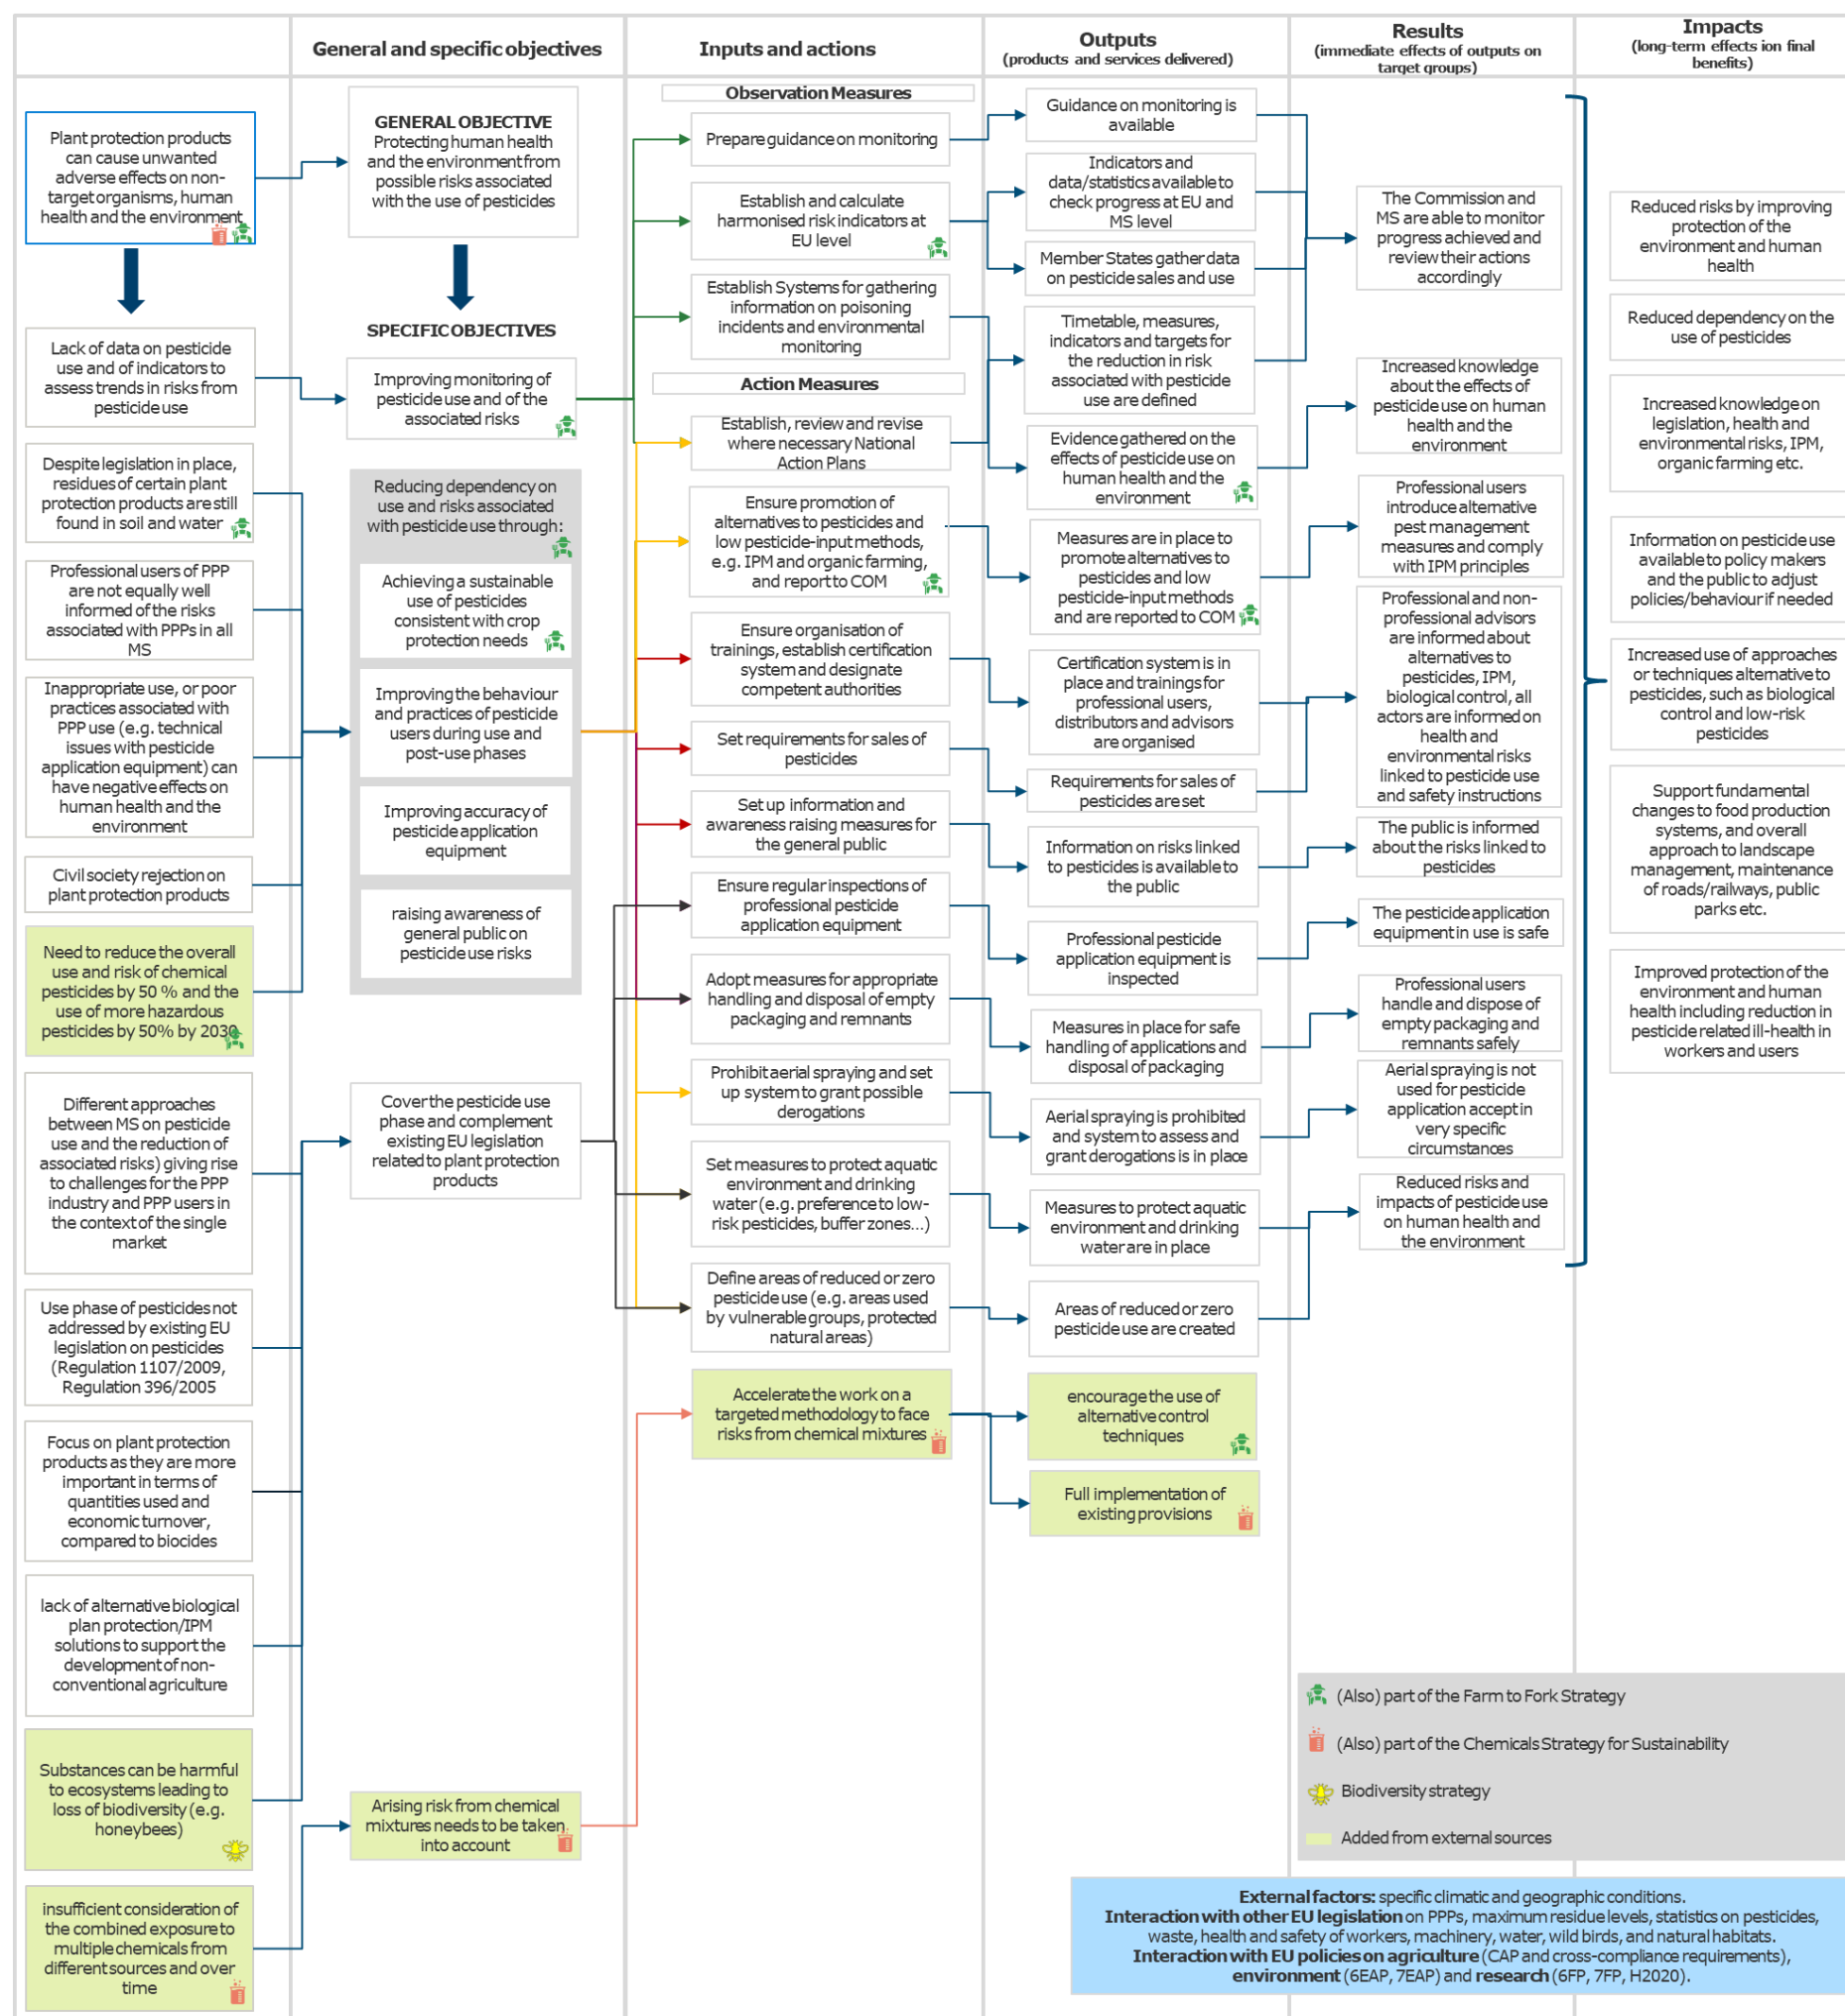 General and specific objectives
Inputs and actions
Outputs
(products and services delivered)
Results
(immediate effects of outputs on
target groups)
Impacts
(long-term effects ion final
benefits)
Plant protection products
can cause unwanted
adverse effects on non-
target organisms, human
health and the environment
Lack of data on pesticide
use and of indicators to
assess trends in risks from
pesticide use
Despite legislation in place,
residues of certain plant
protection products are still
found in soil and water
Professional users of PPP
are not equally well
informed of the risks
associated with PPPs in all
MS
Inappropriate use, or poor
practices associated with
PPP use (e.g. technical
issues with pesticide
application equipment) can
have negative effects on
human health and the
environment
Civil society rejection on
plant protection products
Need to reduce the overall
use and risk of chemical
pesticides by 50 % and the
use of more hazardous
pesticides by 50% by 2030
Different approaches
between MS on pesticide
use and the reduction of
associated risks) giving rise
to challenges for the PPP
industry and PPP users in
the context of the single
market
Use phase of pesticides not
addressed by existing EU
legislation on pesticides
(Regulation 1107/2009,
Regulation 396/2005
Focus on plant protection
products as they are more
important in terms of
quantities used and
economic turnover,
compared to biocides
lack of alternative biological
plan protection/IPM
solutions to support the
development of non-
conventional agriculture
Substances can be harmful
to ecosystems leading to
loss of biodiversity (e.g.
honeybees)
insufficient consideration of
the combined exposure to
multiple chemicals from
different sources and over
time
GENERAL OBJECTIVE
Protecting human health
and the environment from
possible risks associated
with the use of pesticides
SPECIFIC OBJECTIVES
Improving monitoring of
pesticide use and of the
associated risks
Reducing dependency on
use and risks associated
with pesticide use through:
Achieving a sustainable
use of pesticides
consistent with crop
protection needs
Improving the behaviour
and practices of pesticide
users during use and
post-use phases
Improving accuracy of
pesticide application
equipment
raising awareness of
general public on
pesticide use risks
Cover the pesticide use
phase and complement
existing EU legislation
related to plant protection
products
Arising risk from chemical
mixtures needs to be taken
into account
Observation Measures
Prepare guidance on monitoring
Establish and calculate
harmonised risk indicators at
EU level
Establish Systems for gathering
information on poisoning
incidents and environmental
monitoring
Action Measures
Establish, review and revise
where necessary National
Action Plans
Ensure promotion of
alternatives to pesticides and
low pesticide-input methods,
e.g. IPM and organic farming,
and report to COM
Ensure organisation of
trainings, establish certification
system and designate
competent authorities
Set requirements for sales of
pesticides
Set up information and
awareness raising measures for
the general public
Ensure regular inspections of
professional pesticide
application equipment
Adopt measures for appropriate
handling and disposal of empty
packaging and remnants
Prohibit aerial spraying and set
up system to grant possible
derogations
Set measures to protect aquatic
environment and drinking
water (e.g. preference to low-
risk pesticides, buffer zones...)
Define areas of reduced or zero
pesticide use (e.g. areas used
by vulnerable groups, protected
natural areas)
Accelerate the work on a
targeted methodology to face
risks from chemical mixtures
Guidance on monitoring is
available
Indicators and
data/statistics available to
check progress at EU and
MS level
Member States gather data
on pesticide sales and use
Timetable, measures,
indicators and targets for
the reduction in risk
associated with pesticide
use are defined
Evidence gathered on the
effects of pesticide use on
human health and the
environment
Measures are in place to
promote alternatives to
pesticides and low
pesticide-input methods
and are reported to COM
Certification system is in
place and trainings for
professional users,
distributors and advisors
are organised
Requirements for sales of
pesticides are set
Information on risks linked
to pesticides is available to
the public
Professional pesticide
application equipment is
inspected
Measures in place for safe
handling of applications and
disposal of packaging
Aerial spraying is prohibited
and system to assess and
grant derogations is in place
Measures to protect aquatic
environment and drinking
water are in place
Areas of reduced or zero
pesticide use are created
encourage the use of
alternative control
techniques
Full implementation of
existing provisions
The Commission and
MS are able to monitor
progress achieved and
review their actions
accordingly
Increased knowledge
about the effects of
pesticide use on human
health and the
environment
Professional users
introduce alternative
pest management
measures and comply
with IPM principles
Professional and non-
professional advisors
are informed about
alternatives to
pesticides, IPM,
biological control, all
actors are informed on
health and
environmental risks
linked to pesticide use
and safety instructions
The public is informed
about the risks linked to
pesticides
The pesticide application
equipment in use is safe
Professional users
handle and dispose of
empty packaging and
remnants safely
Aerial spraying is not
used for pesticide
application accept in
very specific
circumstances
Reduced risks and
impacts of pesticide use
on human health and
the environment
Reduced risks by improving
protection of the
environment and human
health
Reduced dependency on the
use of pesticides
Increased knowledge on
legislation, health and
environmental risks, IPM,
organic farming etc.
Information on pesticide use
available to policy makers
and the public to adjust
policies/behaviour if needed
Increased use of approaches
or techniques alternative to
pesticides, such as biological
control and low-risk
pesticides
Support fundamental
changes to food production
systems, and overall
approach to landscape
management, maintenance
of roads/railways, public
parks etc.
Improved protection of the
environment and human
health including reduction in
pesticide related ill-health in
workers and users
(Also) part of the Farm to Fork Strategy
(Also) part of the Chemicals Strategy for Sustainability
Biodiversity strategy
Added from external sources
External factors: specific climatic and geographic conditions.
Interaction with other EU legislation on PPPs, maximum residue levels, statistics on pesticides,
waste, health and safety of workers, machinery, water, wild birds, and natural habitats.
Interaction with EU policies on agriculture (CAP and cross-compliance requirements),
environment (6EAP, 7EAP) and research (6FP, 7FP, H2020).